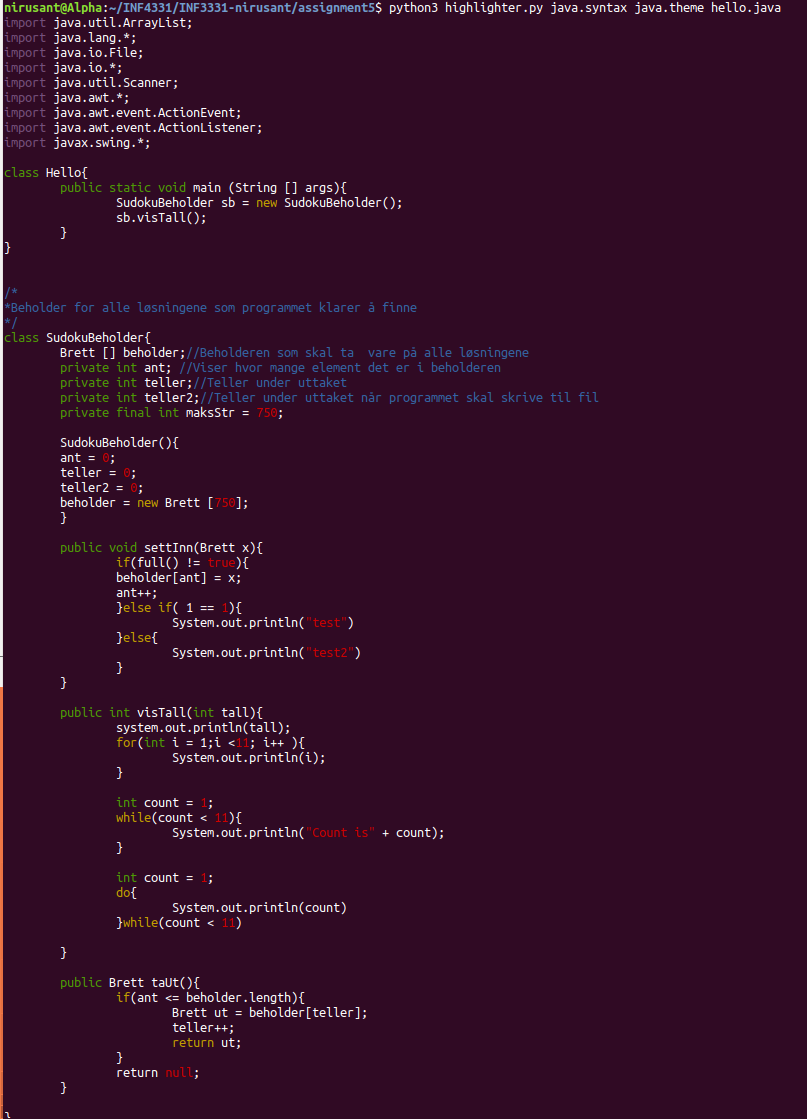 nirusant@Alpha:~/INF4331/INF3331-nirusant/assignment5$ python3 highlighter.py java.syntax java.theme hello.java
import java.util.ArrayList;
import java.lang.*;
import java.io.File;
import java.io.*;
import java.util.Scanner;
import java.awt.*;
import java.awt.event.ActionEvent;
import java.awt.event.ActionListener;
import javax.swing.*;

class Hello{
        public static void main (String [] args){
                SudokuBeholder sb = new SudokuBeholder();
                sb.visTall();
        }
}


/*
*Beholder for alle løsningene som programmet klarer å finne
*/
class SudokuBeholder{
        Brett [] beholder;//Beholderen som skal ta  vare på alle løsningene
        private int ant; //Viser hvor mange element det er i beholderen
        private int teller;//Teller under uttaket
        private int teller2;//Teller under uttaket når programmet skal skrive til fil
        private final int maksStr = 750;

        SudokuBeholder(){
        ant = 0;
        teller = 0;
        teller2 = 0;
        beholder = new Brett [750];
        }

        public void settInn(Brett x){
                if(full() != true){
                beholder[ant] = x;
                ant++;
                }else if( 1 == 1){
                        System.out.println("test")
                }else{
                        System.out.println("test2")
                }
        }

        public int visTall(int tall){
                system.out.println(tall);
                for(int i = 1;i <11; i++ ){
                        System.out.println(i);
                }

                int count = 1;
                while(count < 11){
                        System.out.println("Count is" + count);
                }

                int count = 1;
                do{
                        System.out.println(count)
                }while(count < 11)

        }

        public Brett taUt(){
                if(ant <= beholder.length){
                        Brett ut = beholder[teller];
                        teller++;
                        return ut;
                }
                return null;
        }

}